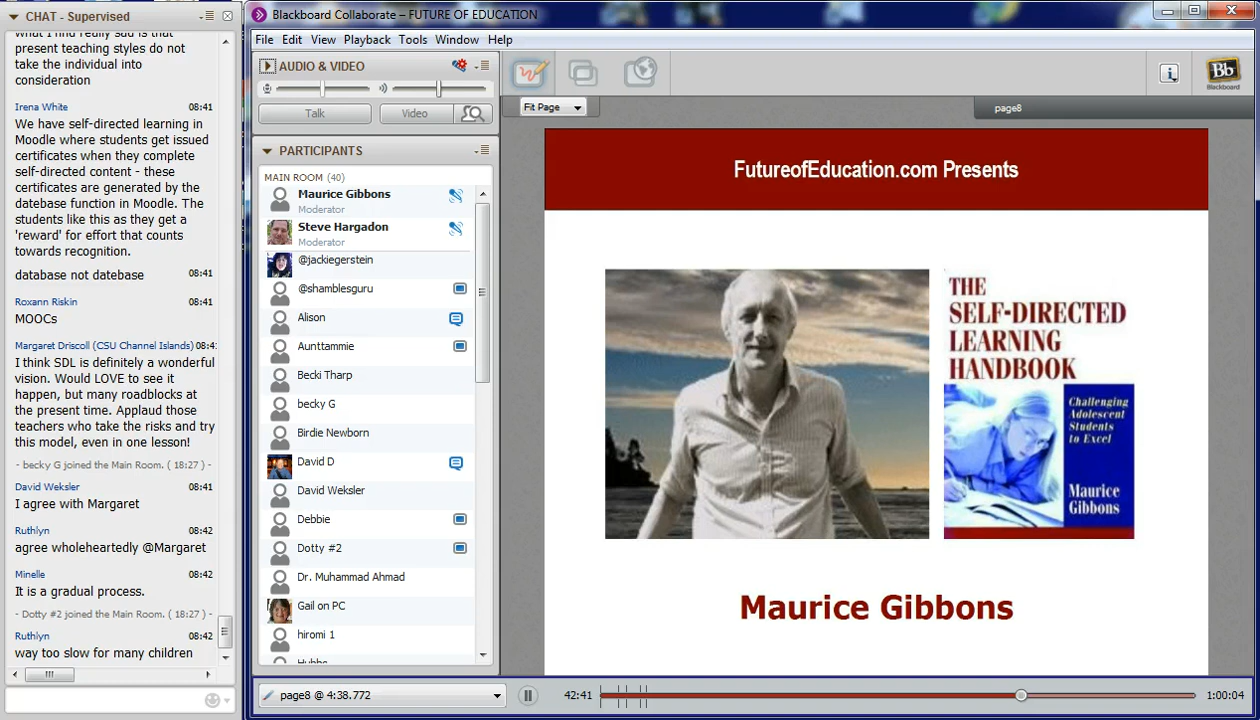 CHAT - Supervised
what I find really sad is that
present teaching styles do not
take the individual into
consideration
Irena White 08:41
We have self-directed learning in
Moodle where students get issued
certificates when they complete
self-directed content - these
certificates are generated by the
datebase function in Moodle. The
students like this as they get a
'reward' for effort that counts
towards recognition.
database not datebase 08:41
Roxann Riskin 08:41
MOOCs
Margaret Driscoll (CSU Channel Islands) 08:4
I think SDL is definitely a wonderful
vision. Would LOVE to see it
happen, but many roadblocks at
the present time. Applaud those
teachers who take the risks and try
this model, even in one lesson!
- becky G joined the Main Room. ( 18:27 ) -
David Weksler 08:41
I agree with Margaret
Ruthlyn 08:42
agree wholeheartedly @Margaret
Minelle 08:42
It is a gradual process.
- Dotty #2 joined the Main Room. ( 18:27 ) -
Ruthlyn 08:42
way too slow for many children
Blackboard Collaborate – FUTURE OF EDUCATION
File Edit View Playback Tools Window Help
AUDIO & VIDEO
Talk Video
PARTICIPANTS
MAIN ROOM (40)
Maurice Gibbons
Moderator
Steve Hargadon
Moderator
@jackiegerstein
@shamblesguru
Alison
Aunttammie
Becki Tharp
becky G
Birdie Newborn
David D
David Weksler
Debbie
Dotty #2
Dr. Muhammad Ahmad
Gail on PC
hiromi 1
Hubbs
Bb
Blackboard
Fit Page
page8
FutureofEducation.com Presents
THE
SELF-DIRECTED
LEARNING
HANDBOOK
Challenging
Adolescent
Students
to Excel
Maurice
Gibbons
Maurice Gibbons
page8 @ 4:38.772
42:41
1:00:04